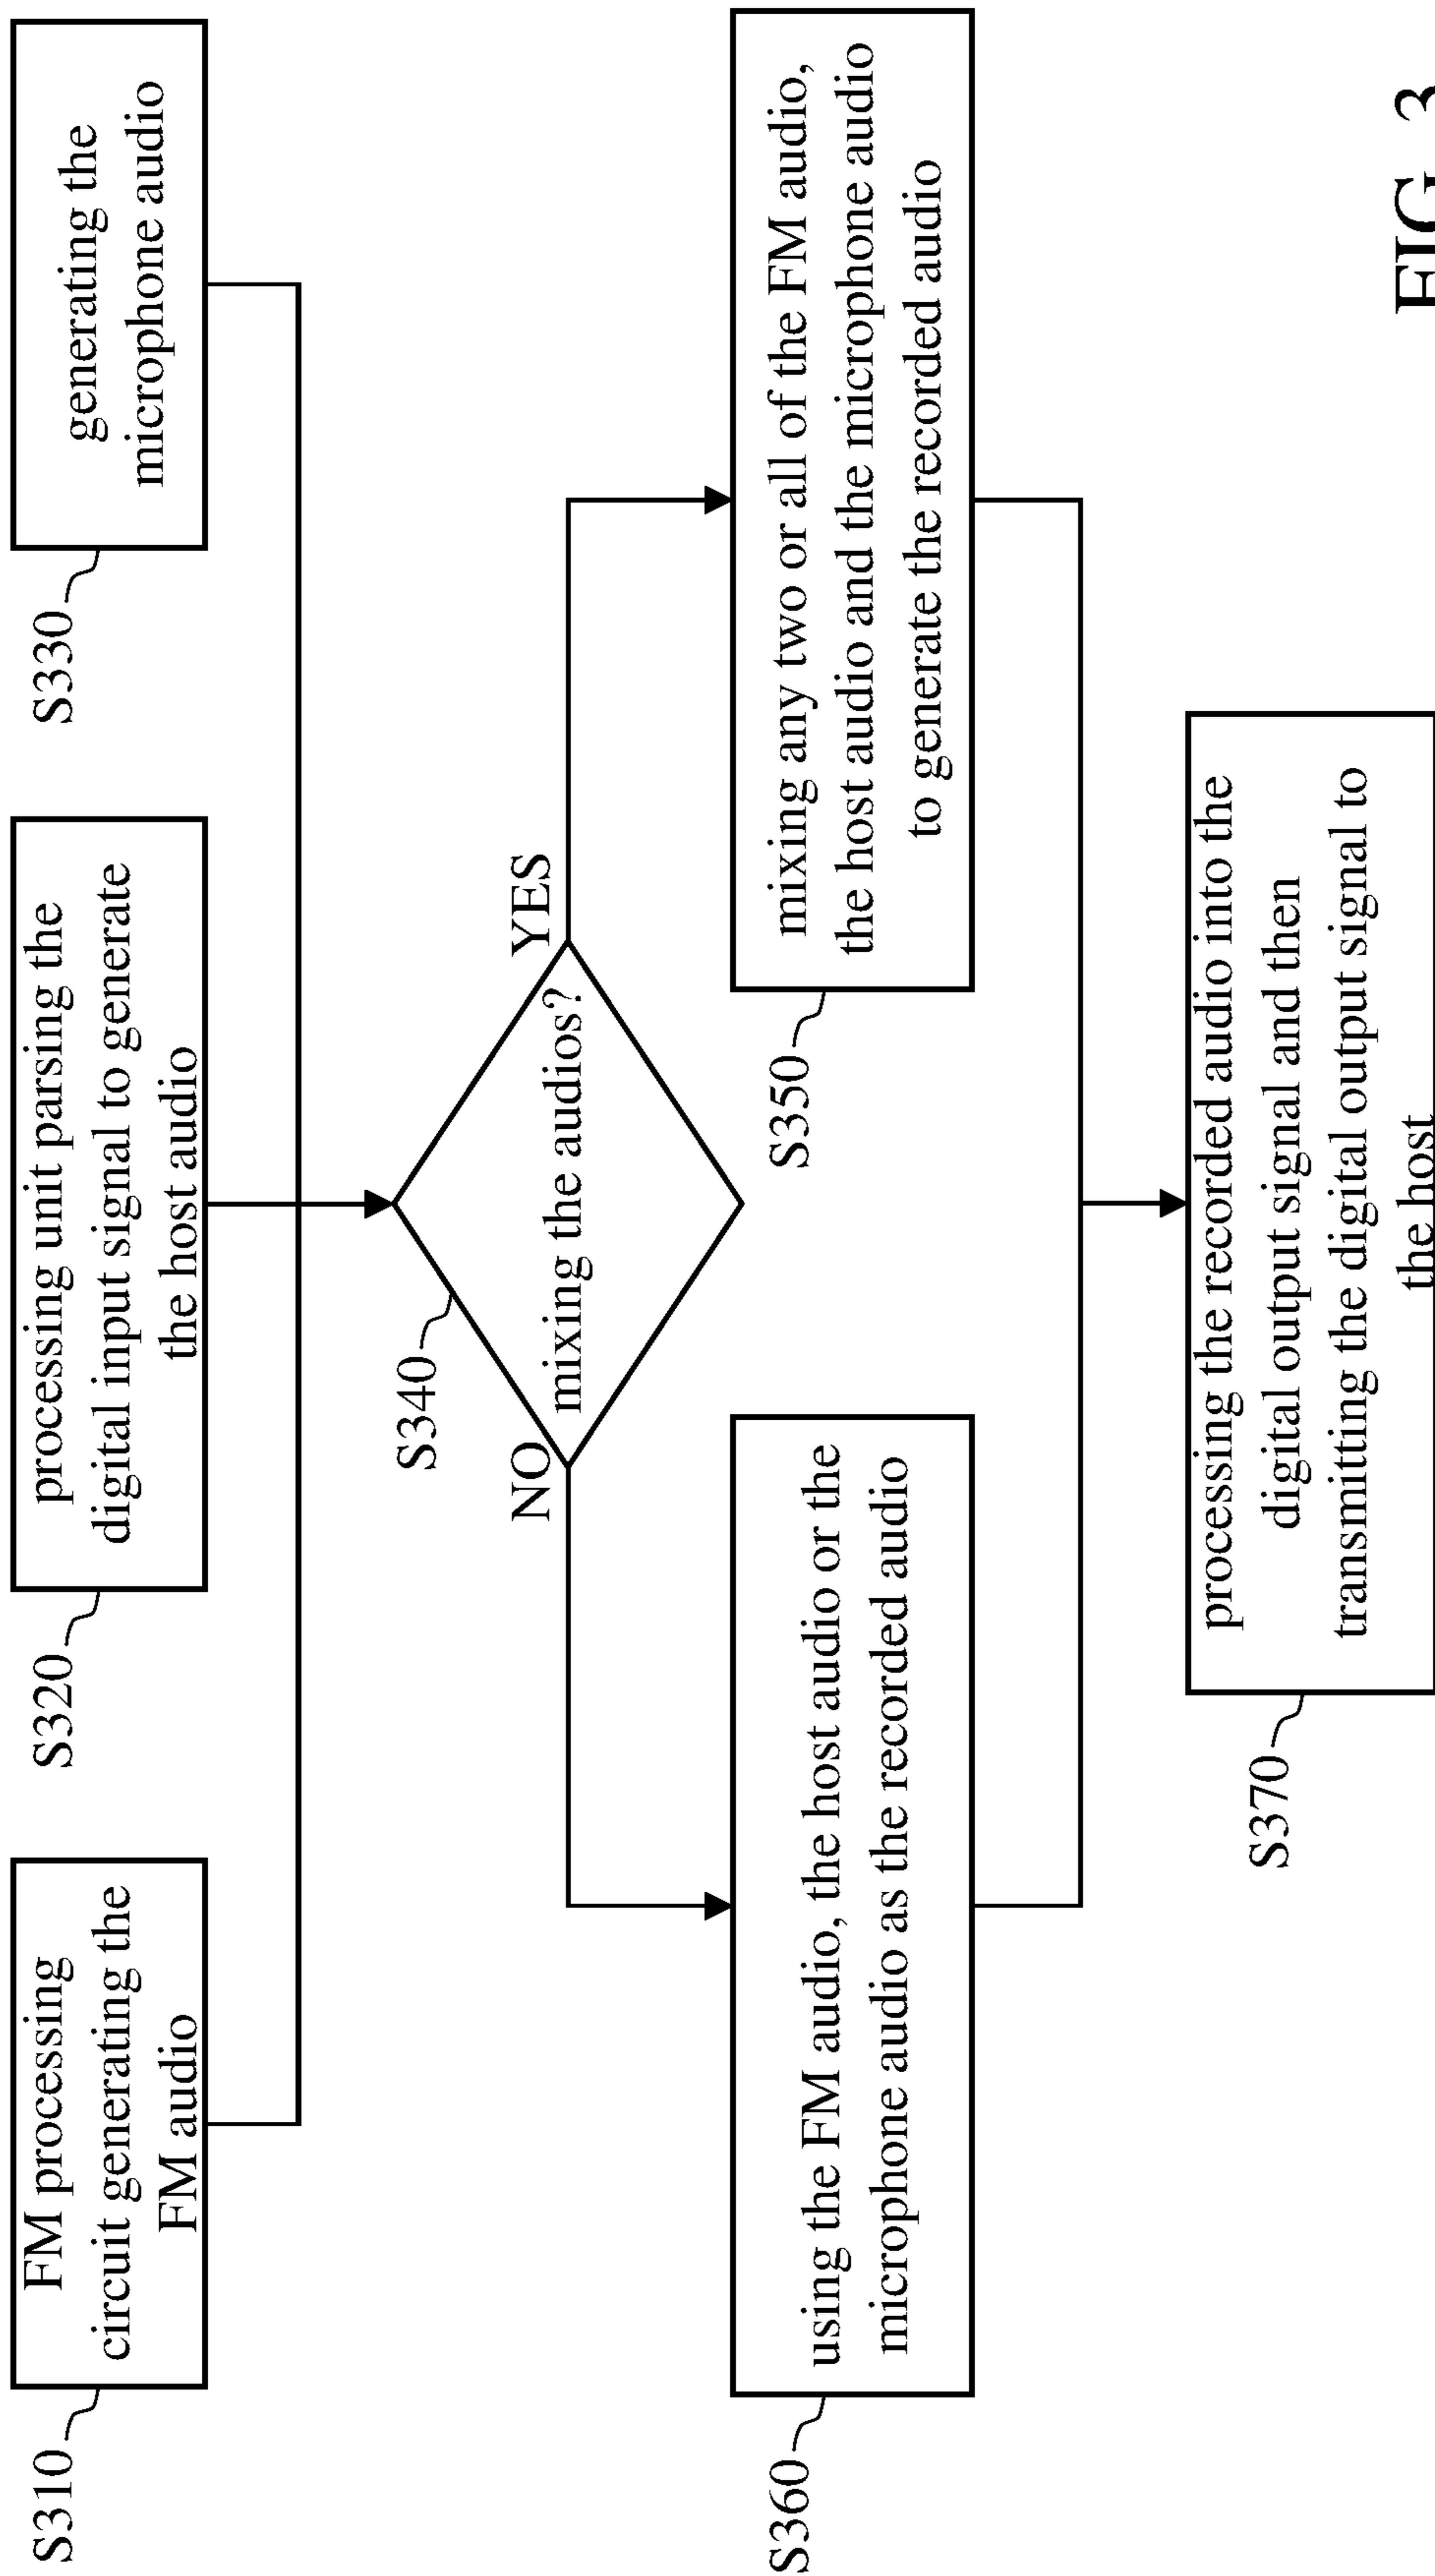 S310
FM processing
circuit generating the
FM audio
S320
processing unit parsing the
digital input signal to generate
the host audio
S330
generating the
microphone audio
S340
mixing the audios?
NO
YES
S360
using the FM audio, the host audio or the
microphone audio as the recorded audio
S350
mixing any two or all of the FM audio,
the host audio and the microphone audio
to generate the recorded audio
S370
processing the recorded audio into the
digital output signal and then
transmitting the digital output signal to
the host
FIG. 3